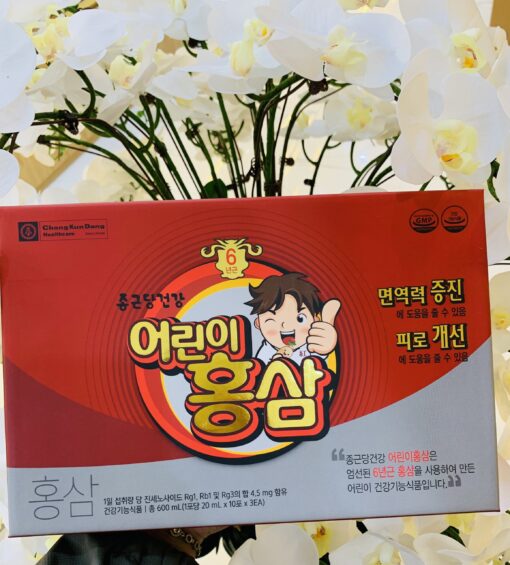 ChongKunDang
Healthcare
GMP
6
년근
종근당건강
어린이
홍삼
면역력 증진
에 도움을 줄 수 있음
피로 개선
에 도움을 줄 수 있음
“종근당건강 어린이홍삼은
엄선된 6년근 홍삼을 사용하여 만든
어린이 건강기능식품입니다.”
홍삼
1일 섭취량 당 진세노사이드 Rg1, Rb1 및 Rg3의 합 4.5 mg 함유
건강기능식품 | 총 600 mL(1포당 20 mL x 10포 x 3EA)